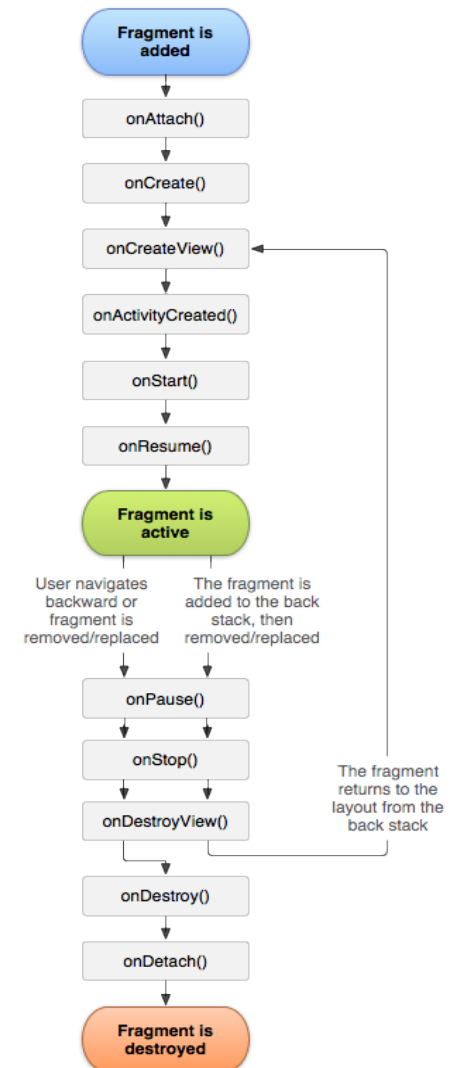 Fragment is
added
onAttach()
onCreate()
onCreateView()
onActivityCreated()
onStart()
onResume()
Fragment is
active
User navigates
backward or
fragment is
removed/replaced
The fragment is
added to the back
stack, then
removed/replaced
onPause()
onStop()
onDestroyView()
The fragment
returns to the
layout from the
back stack
onDestroy()
onDetach()
Fragment is
destroyed